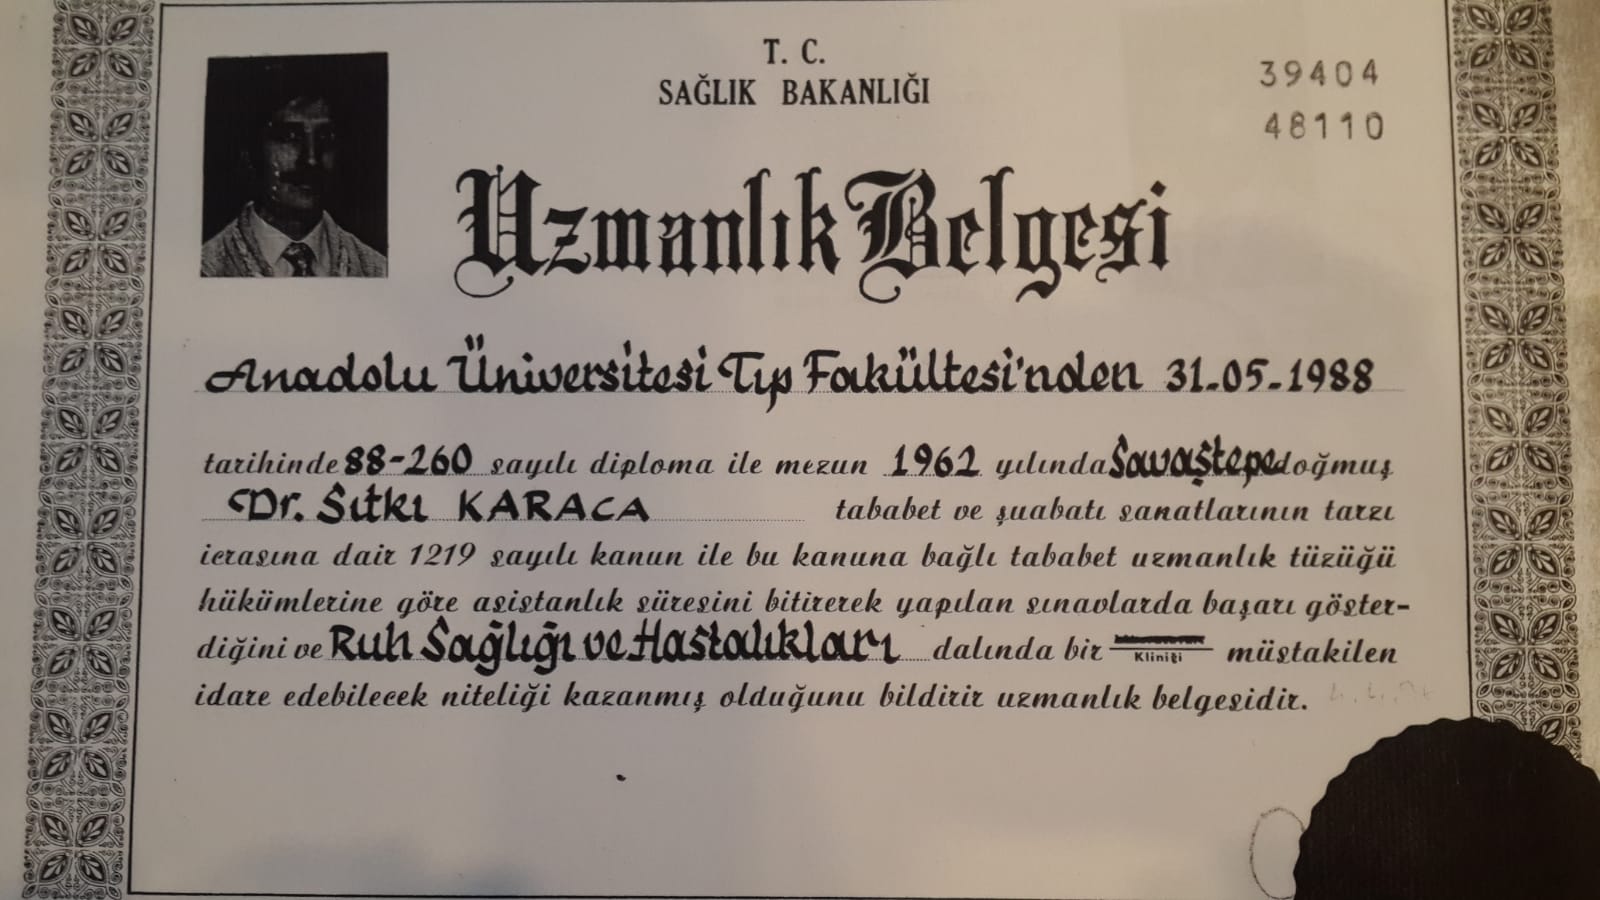 T. C.
SAĞLIK BAKANLIĞI
39404
48110
Uzmanlık Belgesi
Anadolu Üniversitesi Tıp Fakültesi'nden 31-05-1988
tarihinde 88-260 sayılı diploma ile mezun 1962 yılında Savaştepe doğmuş
Dr. Sıtkı KARACA tababet ve şuabatı sanatlarının tarzı
icrasına dair 1219 sayılı kanun ile bu kanuna bağlı tababet uzmanlık tüzüğü
hükümlerine göre asistanlık süresini bitirerek yapılan sınavlarda başarı göster-
diğini ve Ruh Sağlığı ve Hastalıkları dalında bir Kliniği müstakilen
idare edebilecek niteliği kazanmış olduğunu bildirir uzmanlık belgesidir.